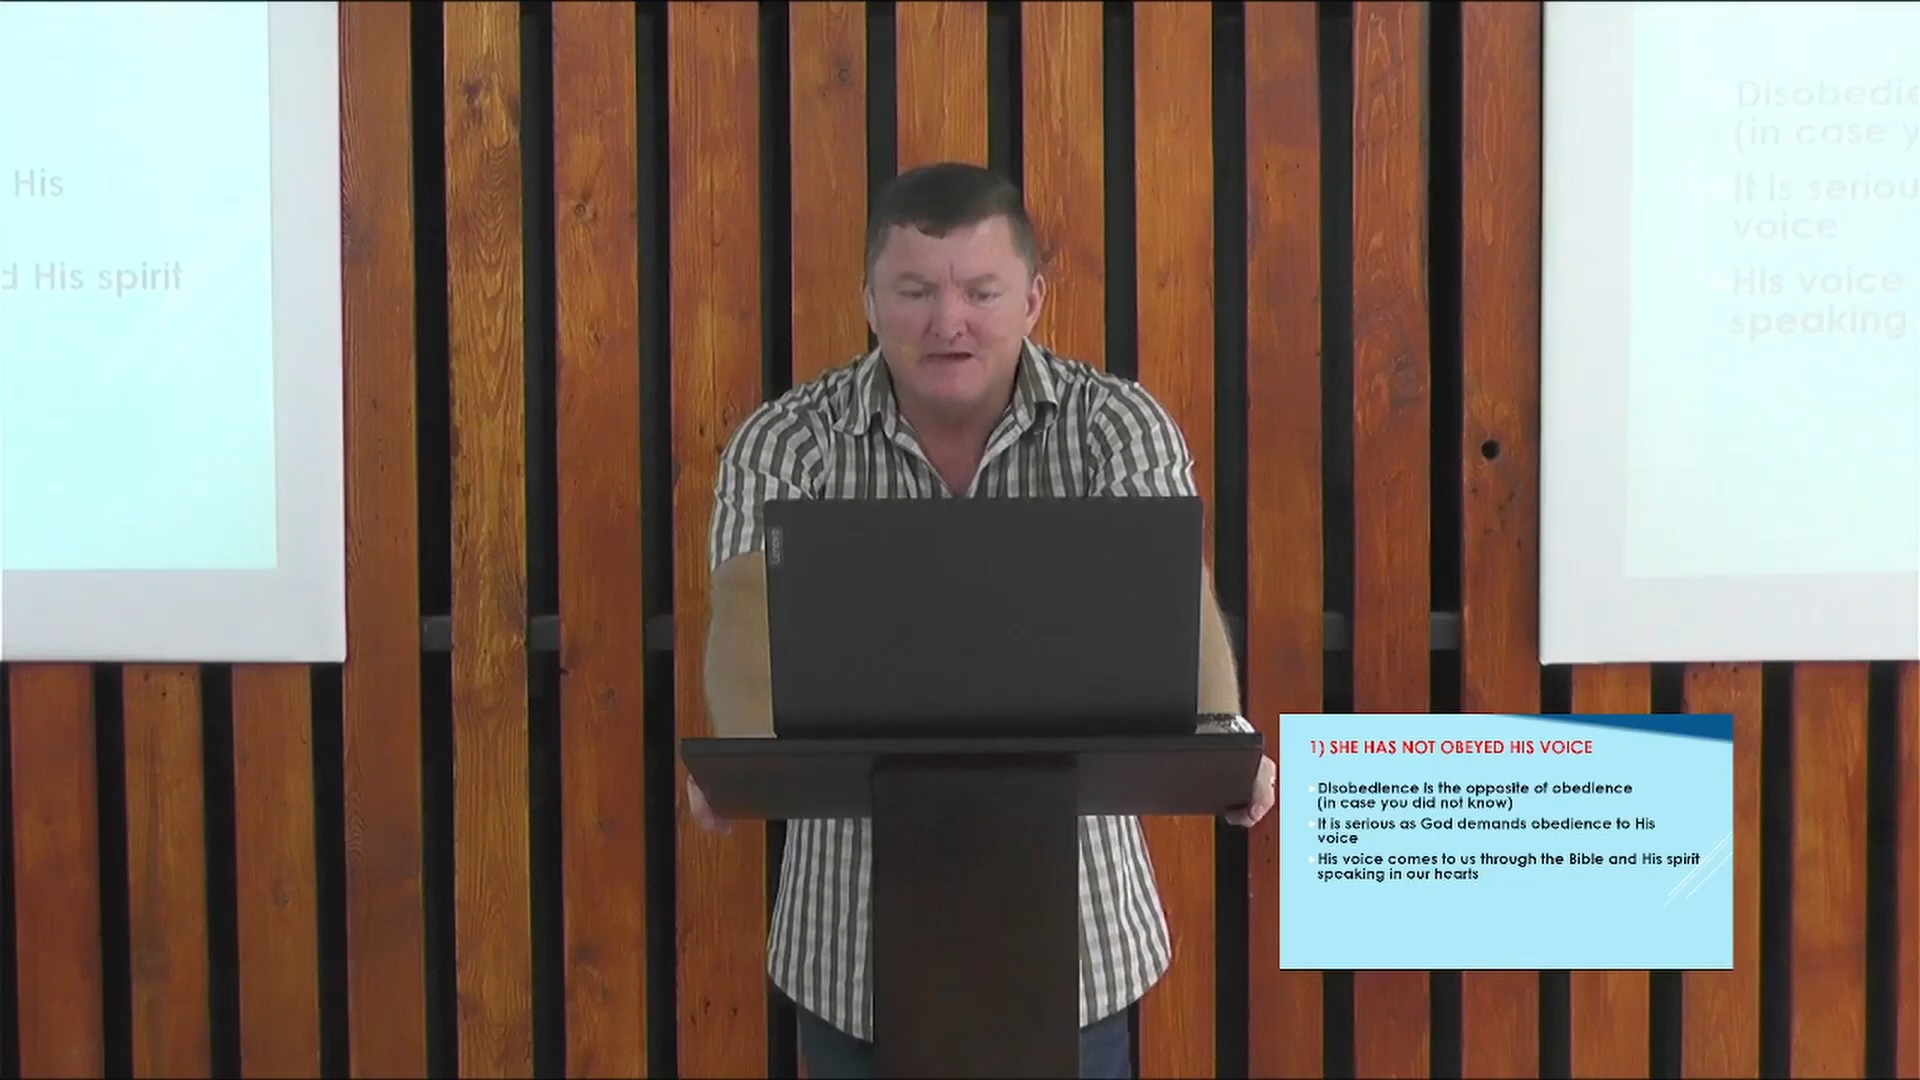 His
d His spirit
Disobedie
(in case y
It is seriou
voice
His voice
speaking
Lenovo
1) SHE HAS NOT OBEYED HIS VOICE
Disobedience is the opposite of obedience
(in case you did not know)
It is serious as God demands obedience to His
voice
His voice comes to us through the Bible and His spirit
speaking in our hearts